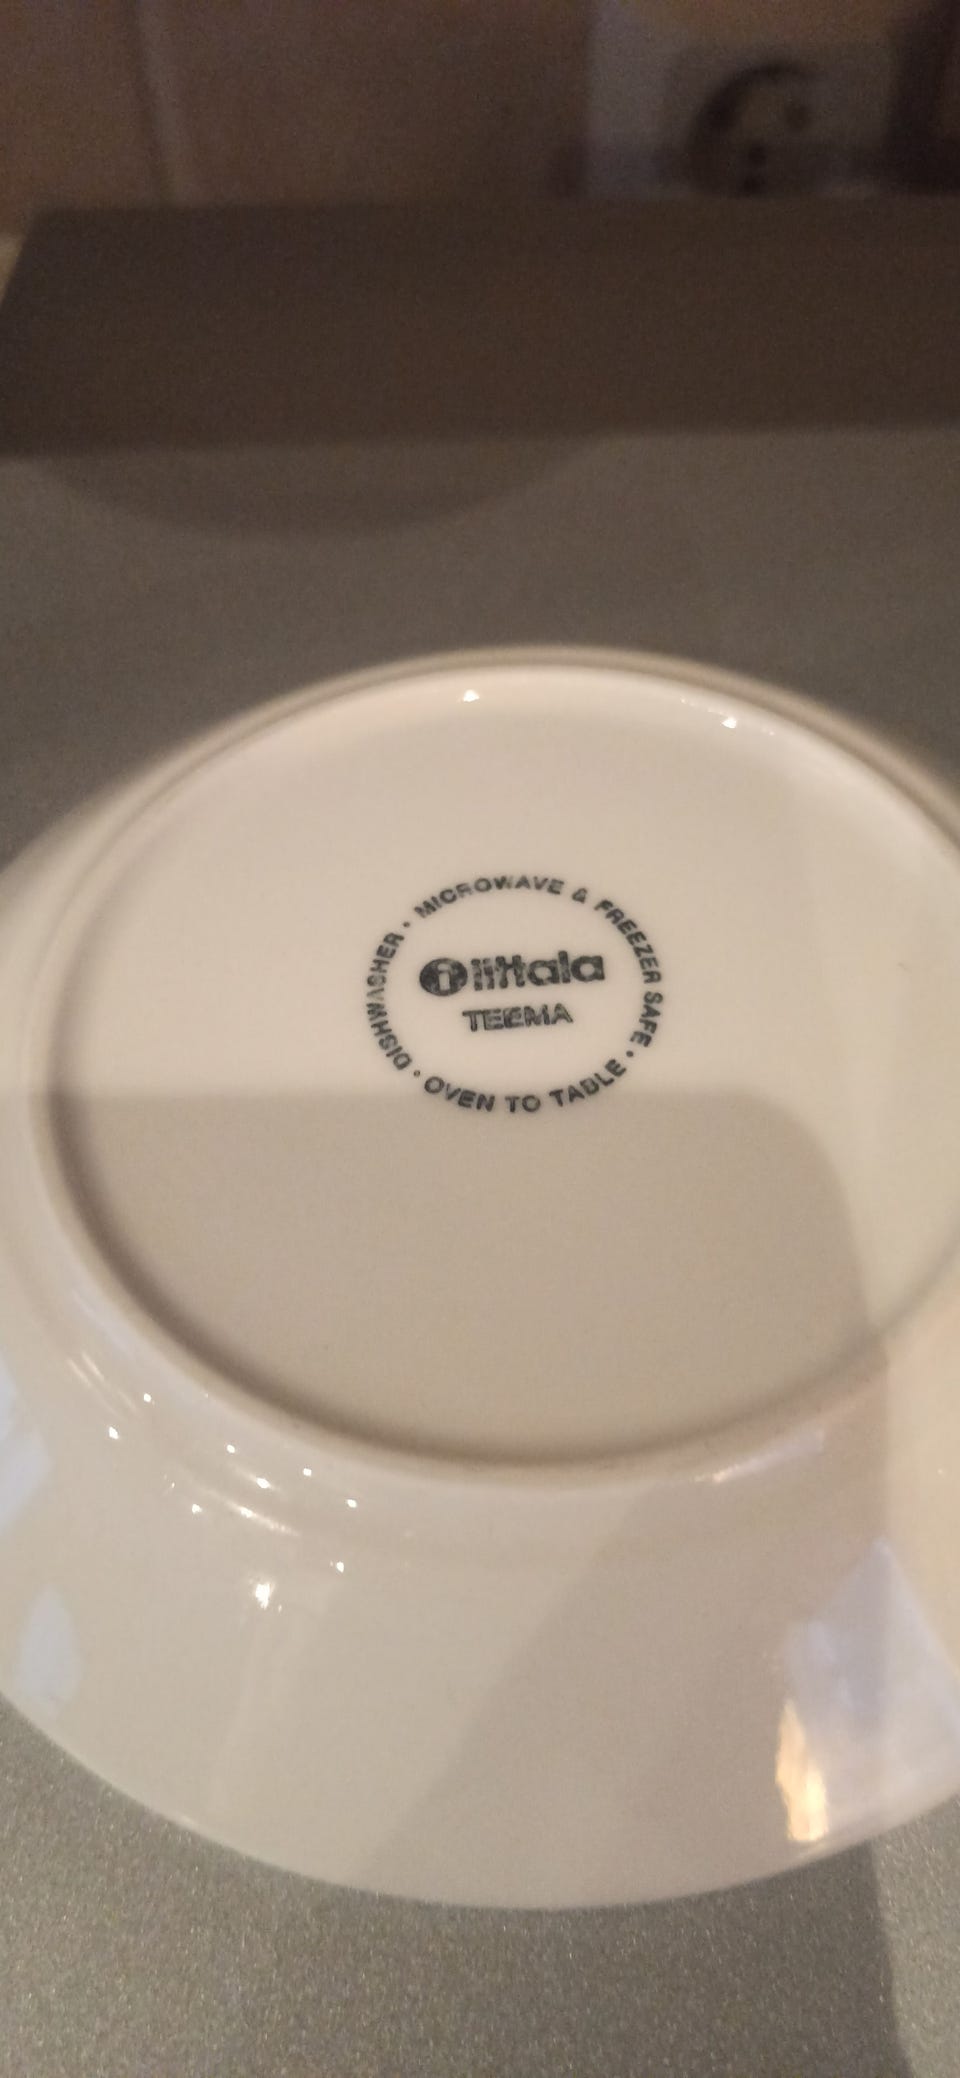 DISHWASHER · MICROWAVE & FREEZER SAFE · OVEN TO TABLE ·
i iittala
TEEMA